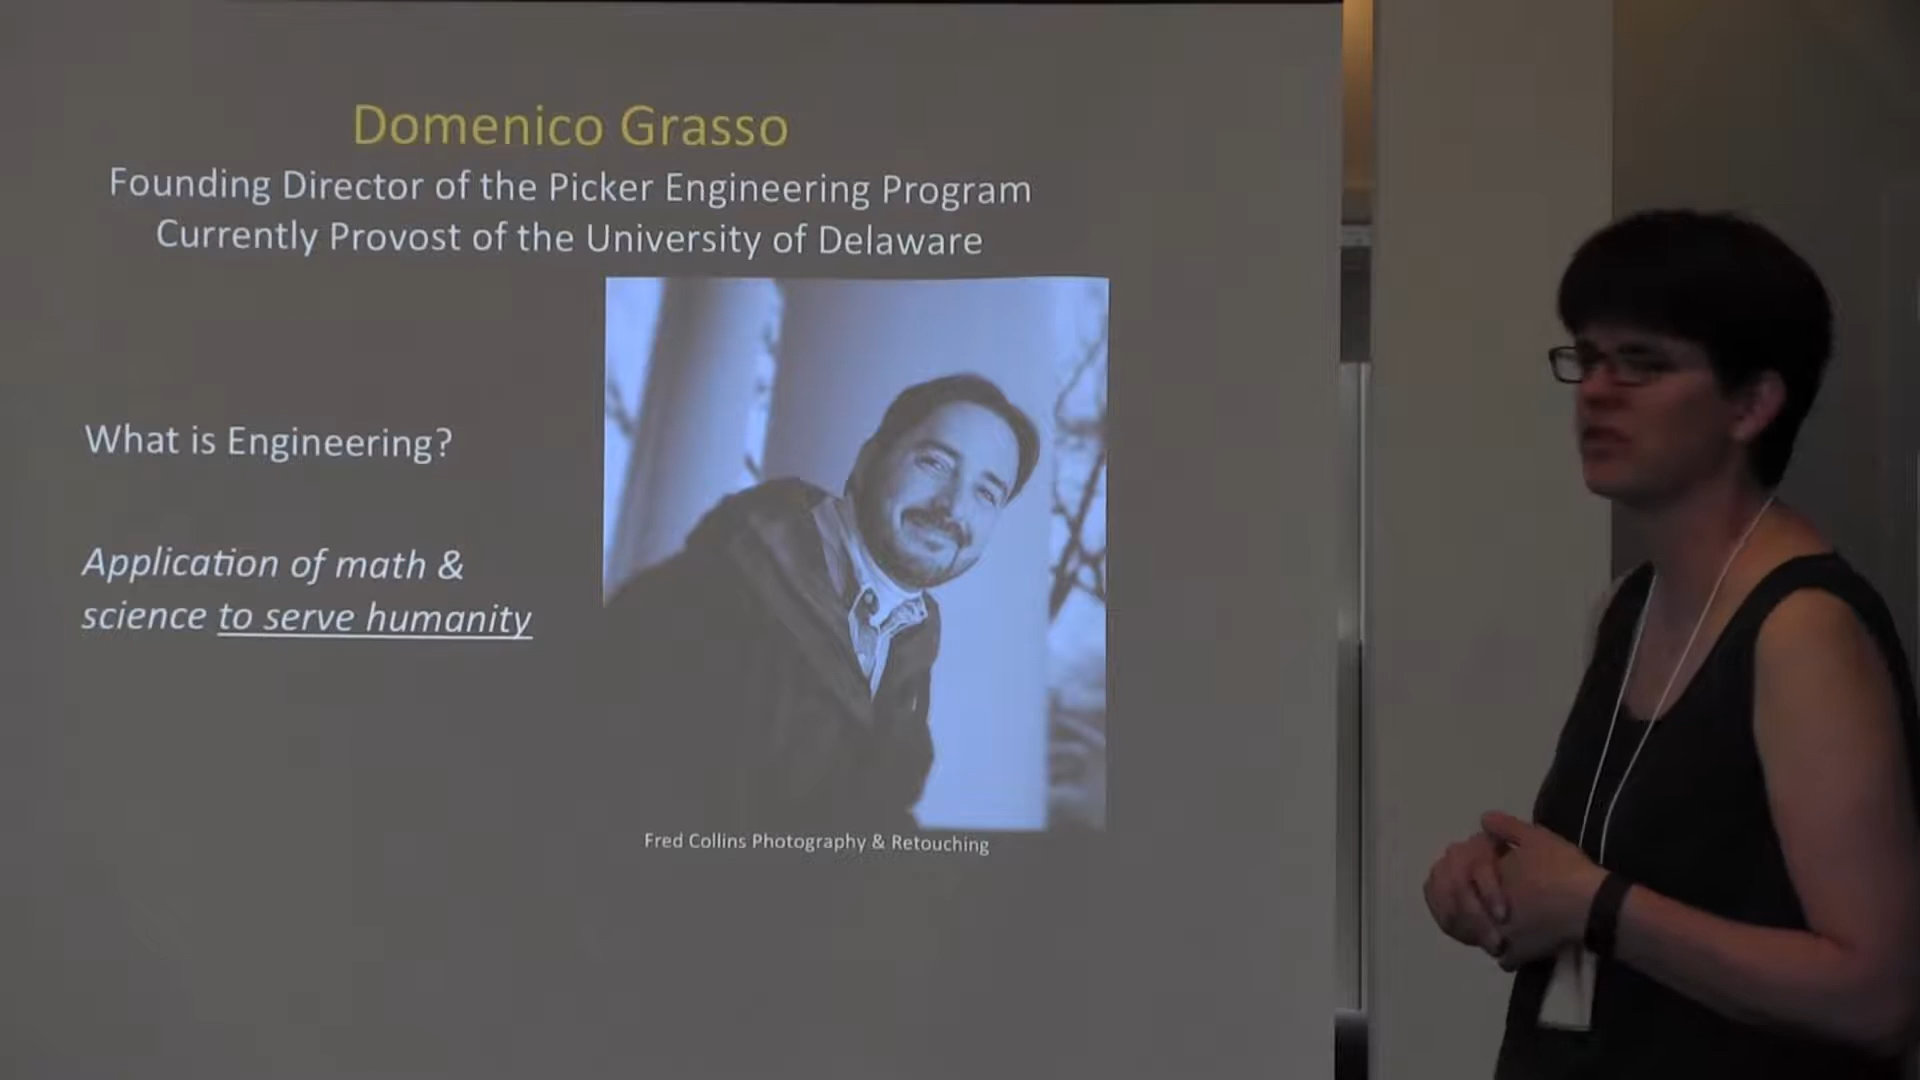 Domenico Grasso
Founding Director of the Picker Engineering Program
Currently Provost of the University of Delaware
What is Engineering?
Application of math &
science to serve humanity
Fred Collins Photography & Retouching